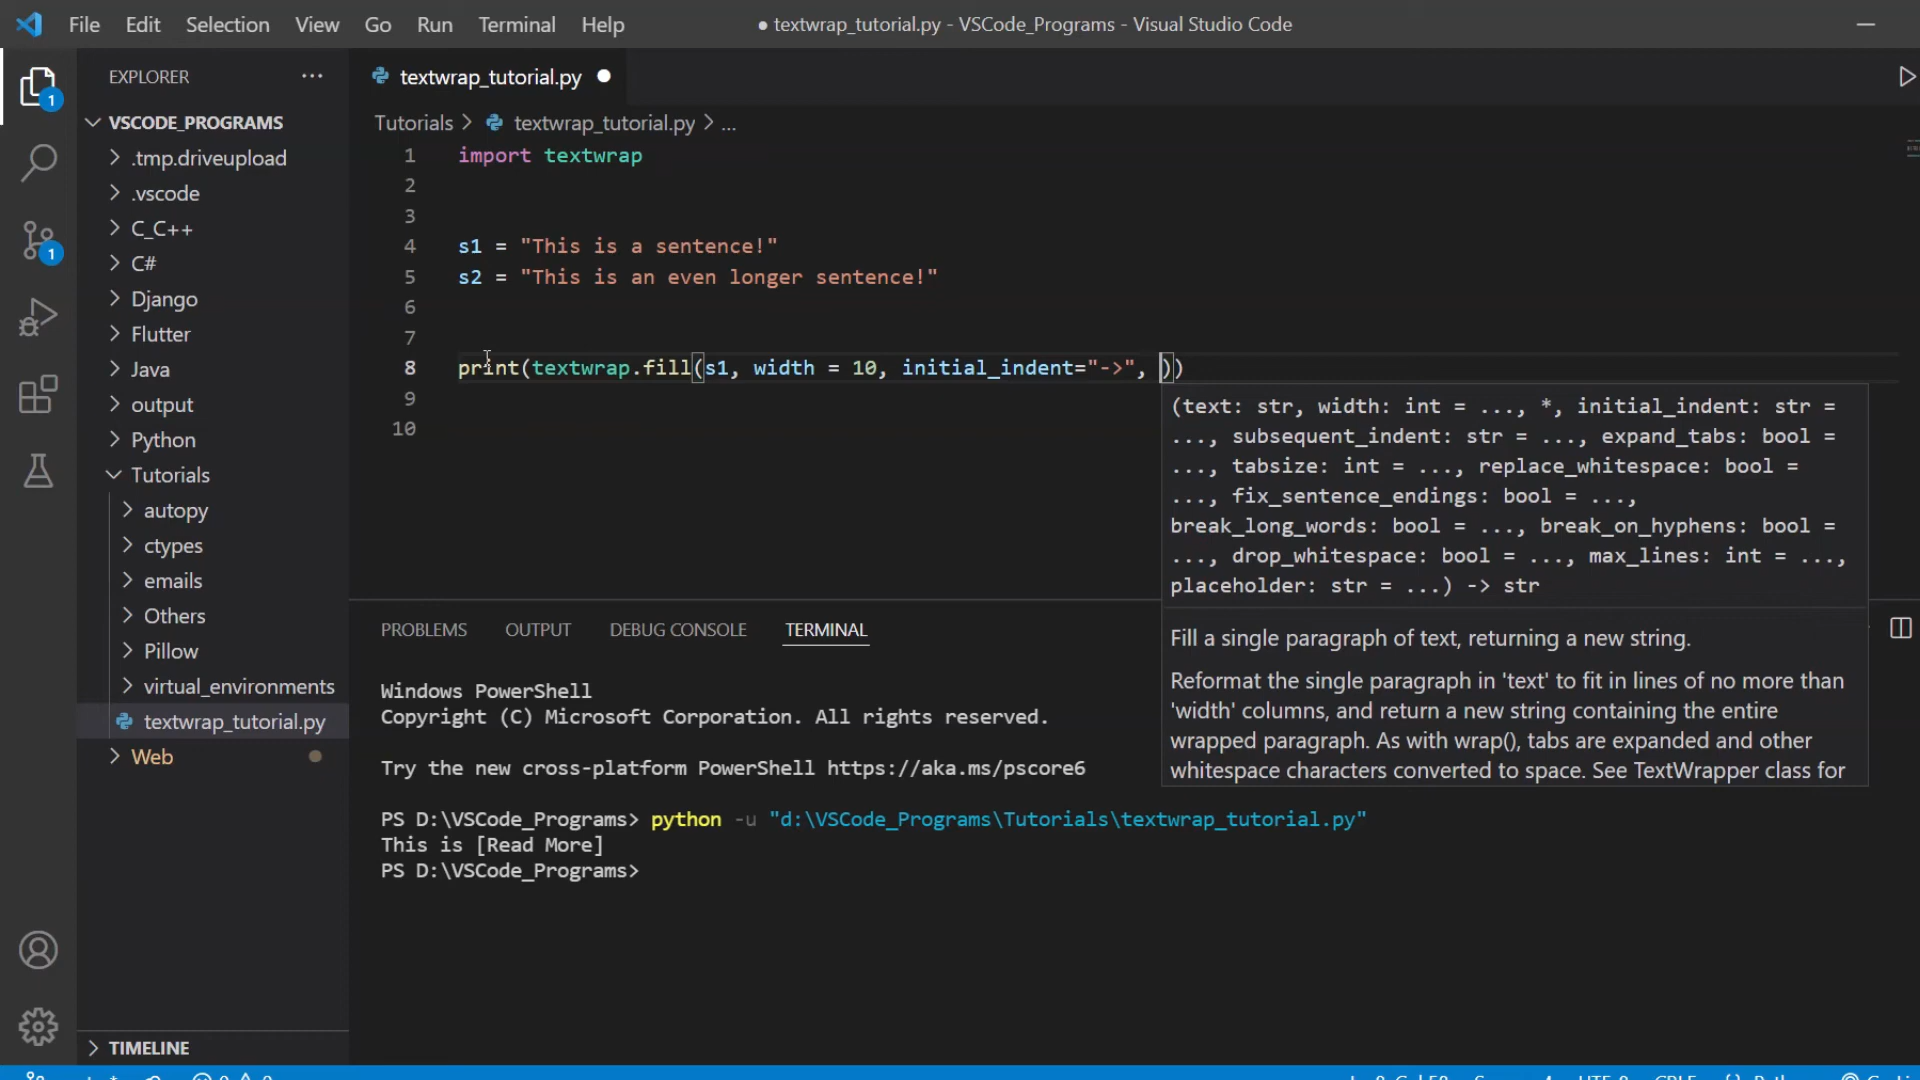 File Edit Selection View Go Run Terminal Help
● textwrap_tutorial.py - VSCode_Programs - Visual Studio Code
EXPLORER ...
VSCODE_PROGRAMS
.tmp.driveupload
.vscode
C_C++
C#
Django
Flutter
Java
output
Python
Tutorials
autopy
ctypes
emails
Others
Pillow
virtual_environments
textwrap_tutorial.py
Web
TIMELINE
1
1
textwrap_tutorial.py ●
Tutorials > textwrap_tutorial.py > ...
1 import textwrap
2
3
4 s1 = "This is a sentence!"
5 s2 = "This is an even longer sentence!"
6
7
8 print(textwrap.fill(s1, width = 10, initial_indent="->", ))
9
10
(text: str, width: int = ..., *, initial_indent: str =
..., subsequent_indent: str = ..., expand_tabs: bool =
..., tabsize: int = ..., replace_whitespace: bool =
..., fix_sentence_endings: bool = ...,
break_long_words: bool = ..., break_on_hyphens: bool =
..., drop_whitespace: bool = ..., max_lines: int = ...,
placeholder: str = ...) -> str
Fill a single paragraph of text, returning a new string.
Reformat the single paragraph in 'text' to fit in lines of no more than
'width' columns, and return a new string containing the entire
wrapped paragraph. As with wrap(), tabs are expanded and other
whitespace characters converted to space. See TextWrapper class for
PROBLEMS OUTPUT DEBUG CONSOLE TERMINAL
Windows PowerShell
Copyright (C) Microsoft Corporation. All rights reserved.
Try the new cross-platform PowerShell https://aka.ms/pscore6
PS D:\VSCode_Programs> python -u "d:\VSCode_Programs\Tutorials\textwrap_tutorial.py"
This is [Read More]
PS D:\VSCode_Programs>